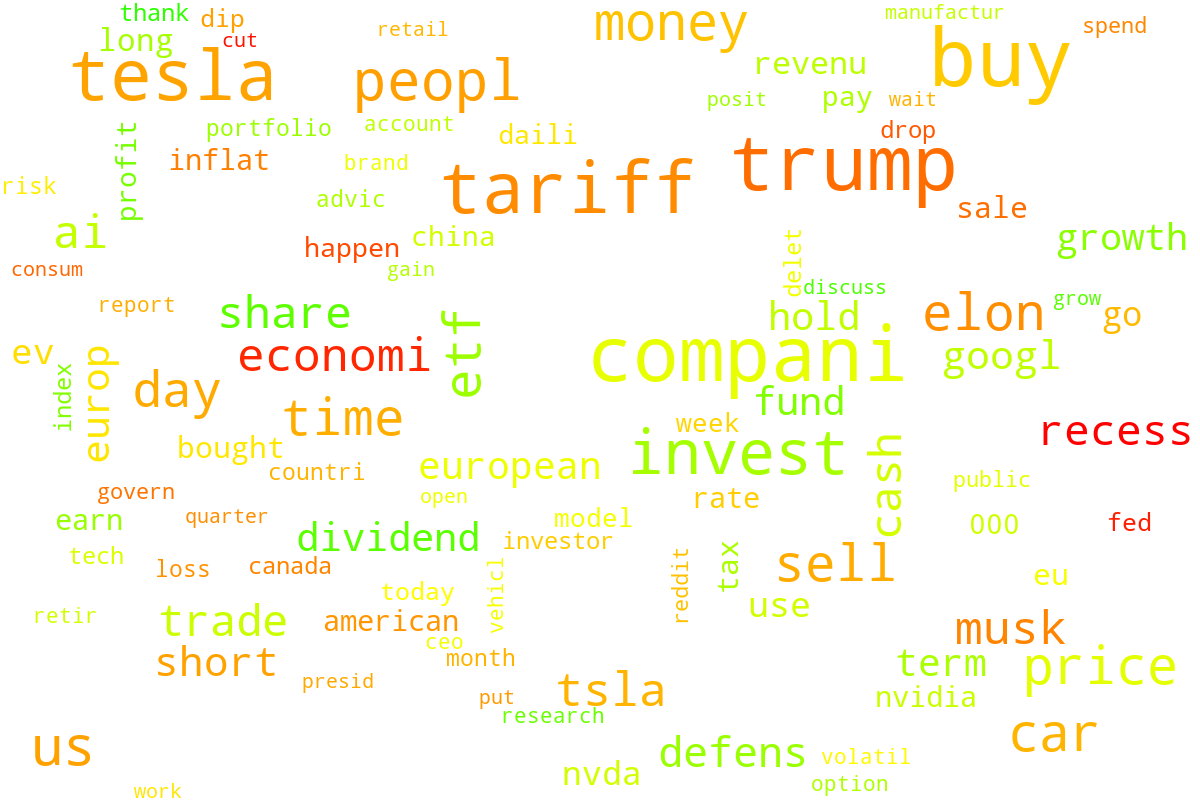 thank
dip
cut
long
retail
money
manufactur
spend
tesla
peopl
revenu
buy
posit
pay
wait
portfolio
account
daili
drop
profit
inflat
brand
tariff
trump
risk
advic
sale
ai
happen
china
growth
consum
gain
delet
discuss
report
share
etf
hold
elon
grow
go
ev
economi
compani
googl
index
europ
day
time
fund
recess
bought
week
invest
cash
countri
european
govern
open
rate
public
earn
quarter
model
OOO
fed
tech
dividend
investor
loss
canada
sell
tax
reddit
eu
today
vehicl
retir
trade
american
use
musk
ceo
short
month
term
price
presid
put
tsla
nvidia
research
us
defens
volatil
car
nvda
option
work